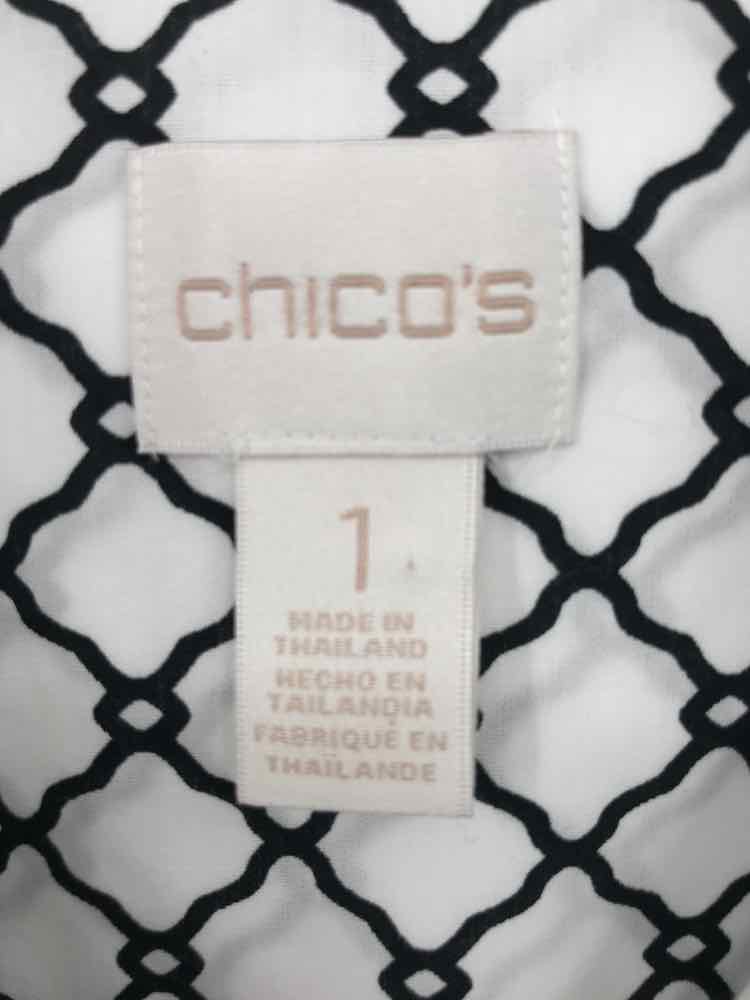 chico's
1
MADE IN
THAILAND
HECHO EN
TAILANDIA
FABRIQUÉ EN
THAÏLANDE